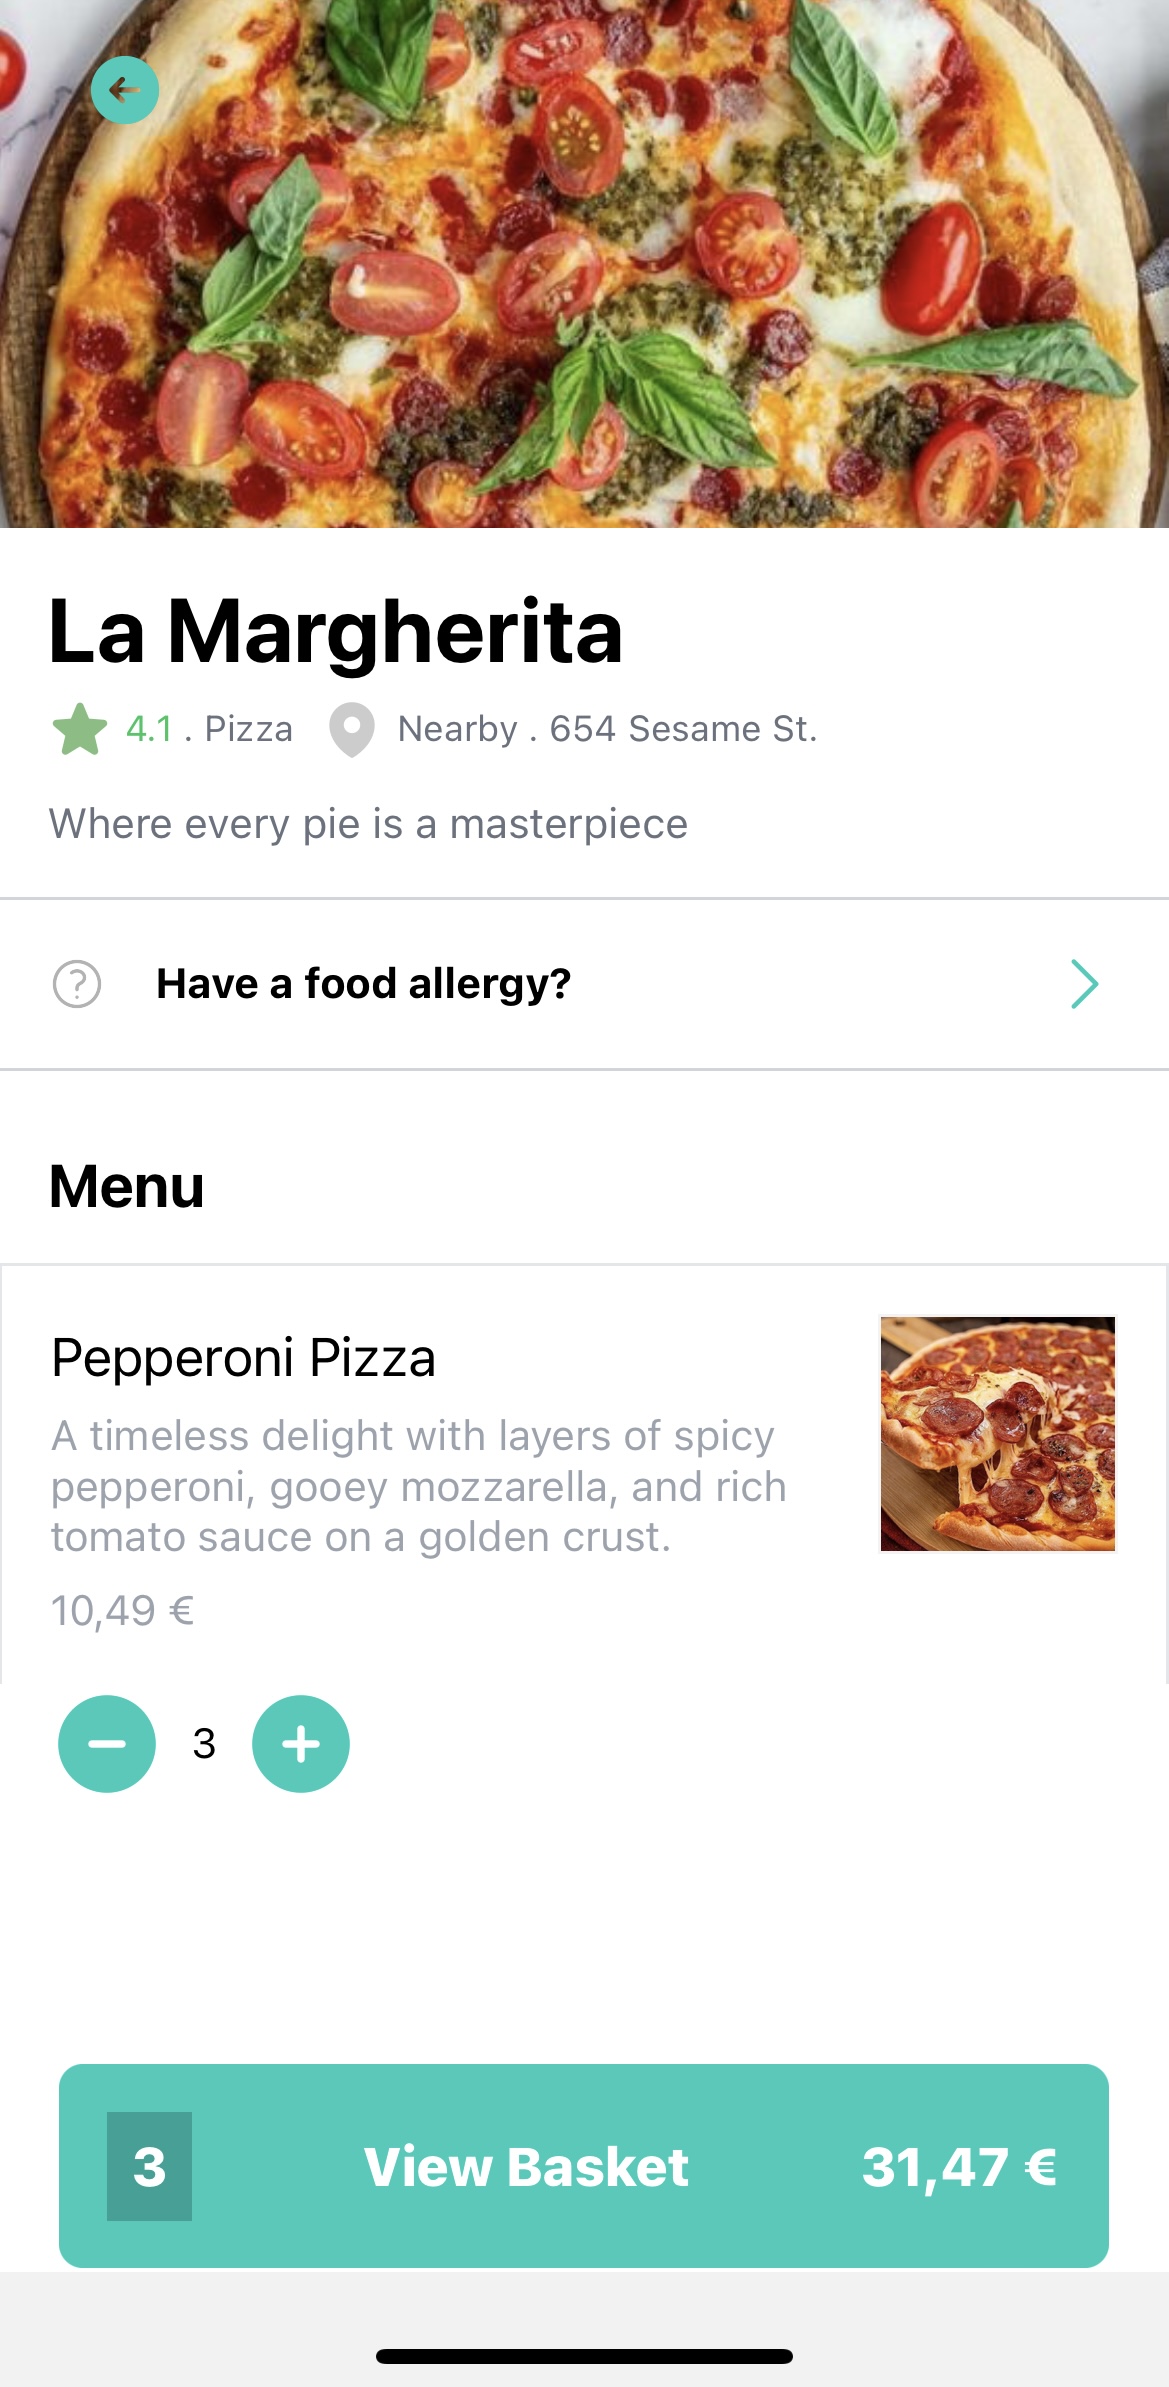 La Margherita
4.1 . Pizza Nearby . 654 Sesame St.
Where every pie is a masterpiece
? Have a food allergy?
Menu
Pepperoni Pizza
A timeless delight with layers of spicy
pepperoni, gooey mozzarella, and rich
tomato sauce on a golden crust.
10,49 €
3
3 View Basket 31,47 €